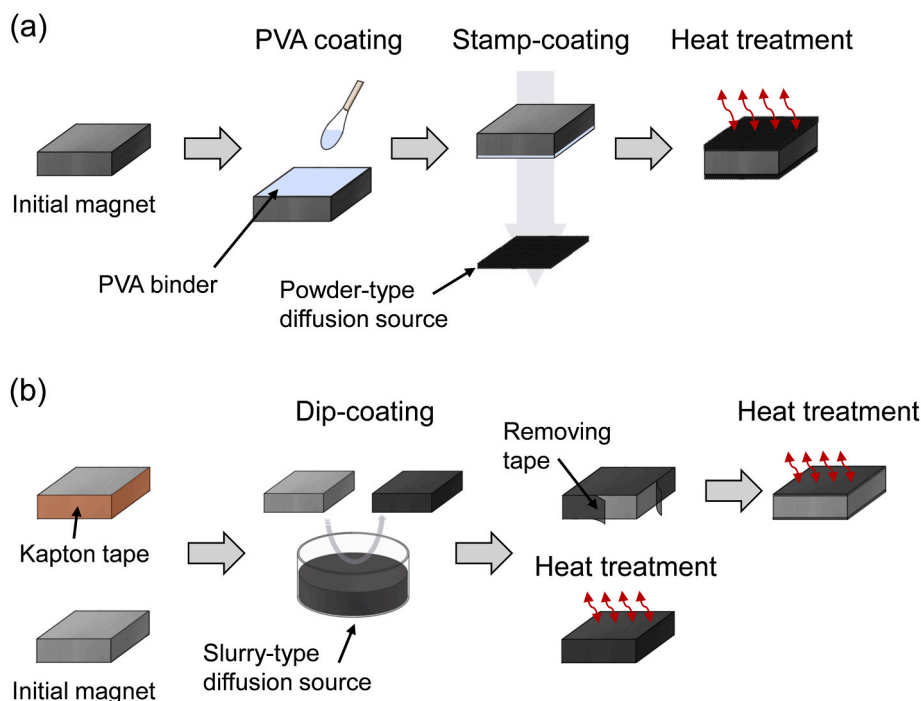 (a)
PVA coating
Stamp-coating
Heat treatment
Initial magnet
PVA binder
Powder-type
diffusion source
(b)
Dip-coating
Heat treatment
Removing
tape
Kapton tape
Heat treatment
Slurry-type
diffusion source
Initial magnet